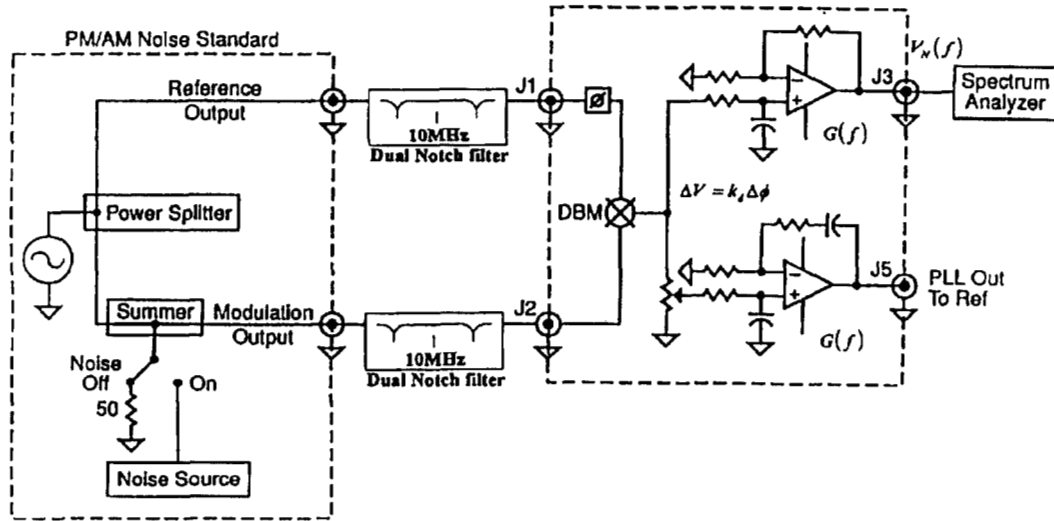 PM/AM Noise Standard
Reference
Output
10MHz
Dual Notch filter
J1
ø
DBM
ΔV = k_d Δϕ
G(f)
J3
V_N(f)
Spectrum
Analyzer
Power Splitter
Summer
Modulation
Output
10MHz
Dual Notch filter
J2
G(f)
J5
PLL Out
To Ref
Noise
Off
50
On
Noise Source